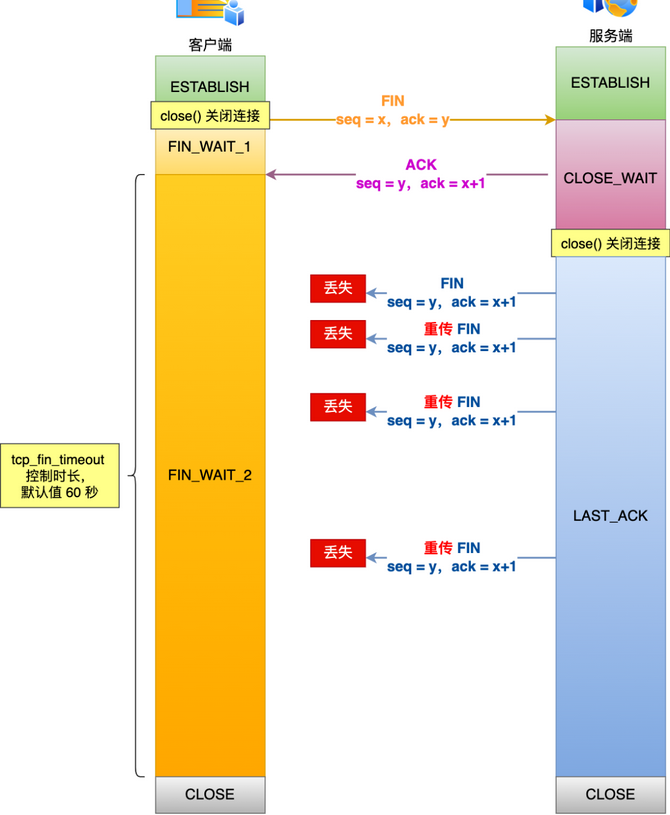 客户端
服务端
ESTABLISH
ESTABLISH
close() 关闭连接
FIN
seq = x，ack = y
FIN_WAIT_1
ACK
seq = y，ack = x+1
CLOSE_WAIT
close() 关闭连接
丢失
FIN
seq = y，ack = x+1
丢失
重传 FIN
seq = y，ack = x+1
丢失
重传 FIN
seq = y，ack = x+1
tcp_fin_timeout
控制时长，
默认值 60 秒
FIN_WAIT_2
LAST_ACK
丢失
重传 FIN
seq = y，ack = x+1
CLOSE
CLOSE